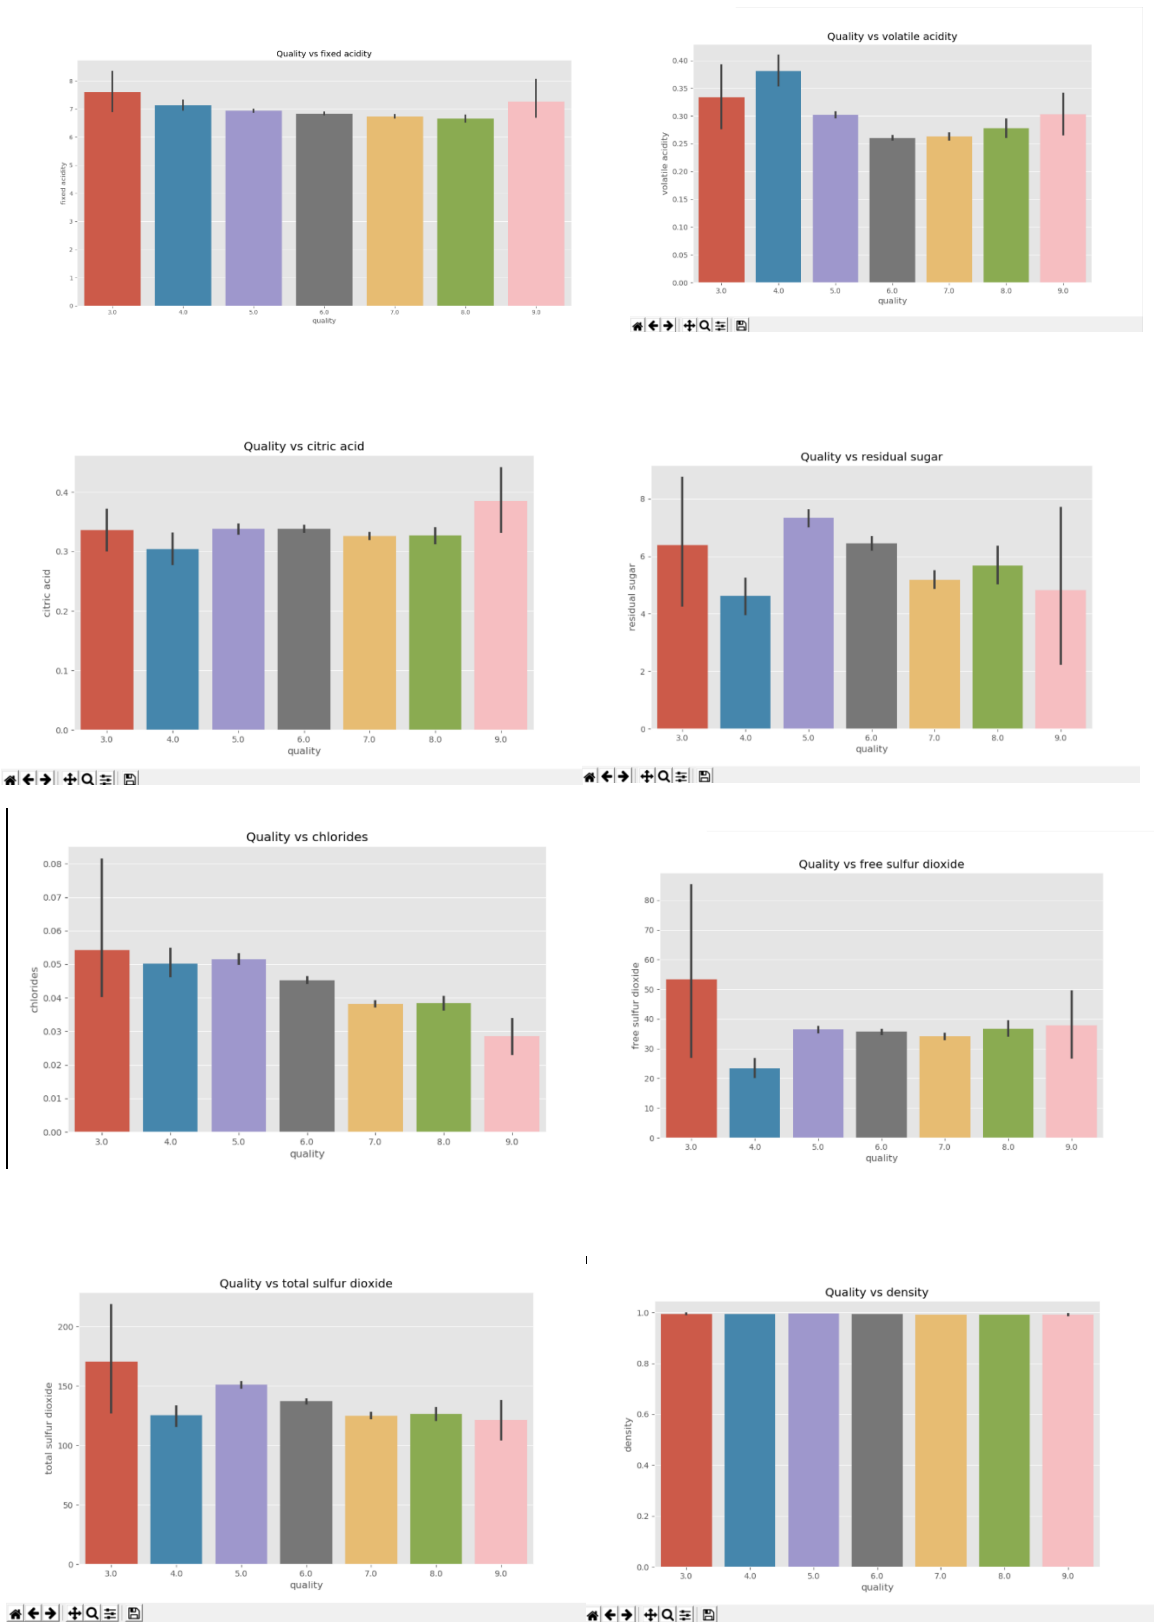 Quality vs fixed acidity
8
7
6
5
4
3
2
1
0
fixed acidity
3.0 4.0 5.0 6.0 7.0 8.0 9.0
quality
Quality vs volatile acidity
0.40
0.35
0.30
0.25
0.20
0.15
0.10
0.05
0.00
volatile acidity
3.0 4.0 5.0 6.0 7.0 8.0 9.0
quality
Quality vs citric acid
0.4
0.3
0.2
0.1
0.0
citric acid
3.0 4.0 5.0 6.0 7.0 8.0 9.0
quality
Quality vs residual sugar
8
6
4
2
0
residual sugar
3.0 4.0 5.0 6.0 7.0 8.0 9.0
quality
Quality vs chlorides
0.08
0.07
0.06
0.05
0.04
0.03
0.02
0.01
0.00
chlorides
3.0 4.0 5.0 6.0 7.0 8.0 9.0
quality
Quality vs free sulfur dioxide
80
70
60
50
40
30
20
10
0
free sulfur dioxide
3.0 4.0 5.0 6.0 7.0 8.0 9.0
quality
Quality vs total sulfur dioxide
200
150
100
50
0
total sulfur dioxide
3.0 4.0 5.0 6.0 7.0 8.0 9.0
quality
Quality vs density
1.0
0.8
0.6
0.4
0.2
0.0
density
3.0 4.0 5.0 6.0 7.0 8.0 9.0
quality